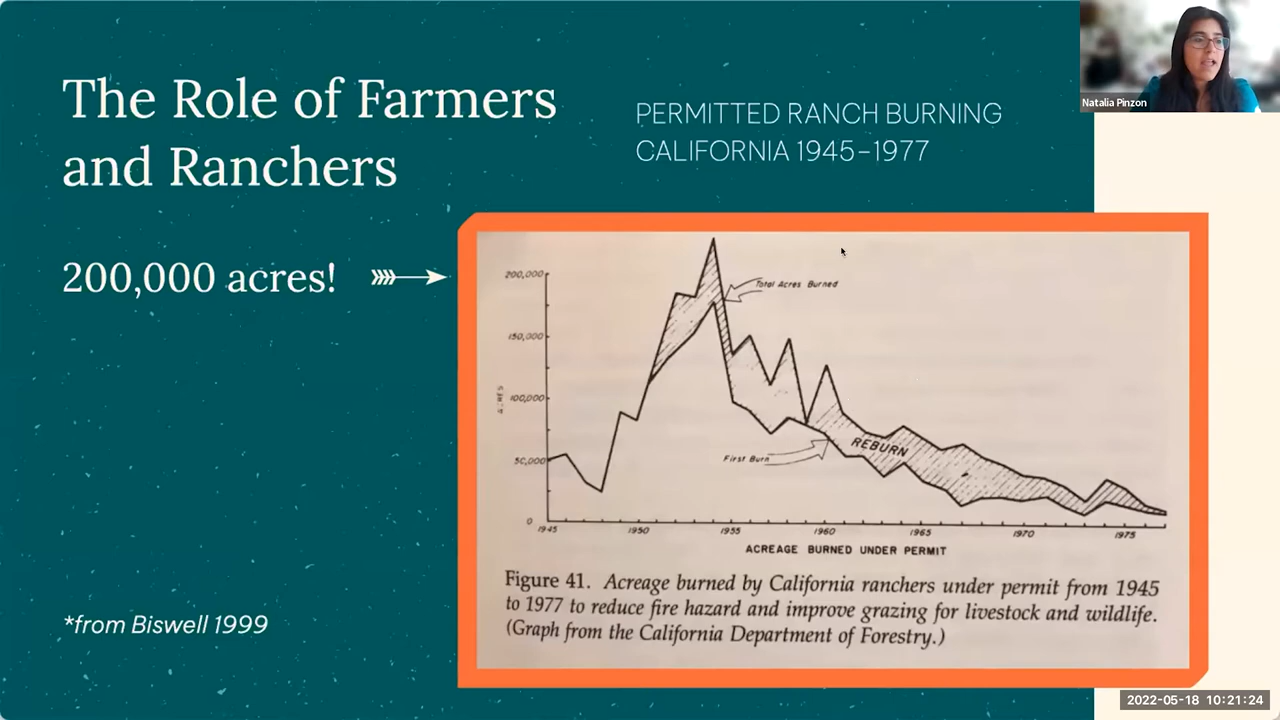 The Role of Farmers
and Ranchers
PERMITTED RANCH BURNING
CALIFORNIA 1945-1977
Natalia Pinzon
200,000 acres!
200,000
150,000
100,000
50,000
0
ACRES
Total Acres Burned
First Burn
REBURN
1945 1950 1955 1960 1965 1970 1975
ACREAGE BURNED UNDER PERMIT
Figure 41. Acreage burned by California ranchers under permit from 1945
to 1977 to reduce fire hazard and improve grazing for livestock and wildlife.
(Graph from the California Department of Forestry.)
*from Biswell 1999
2022-05-18 10:21:24